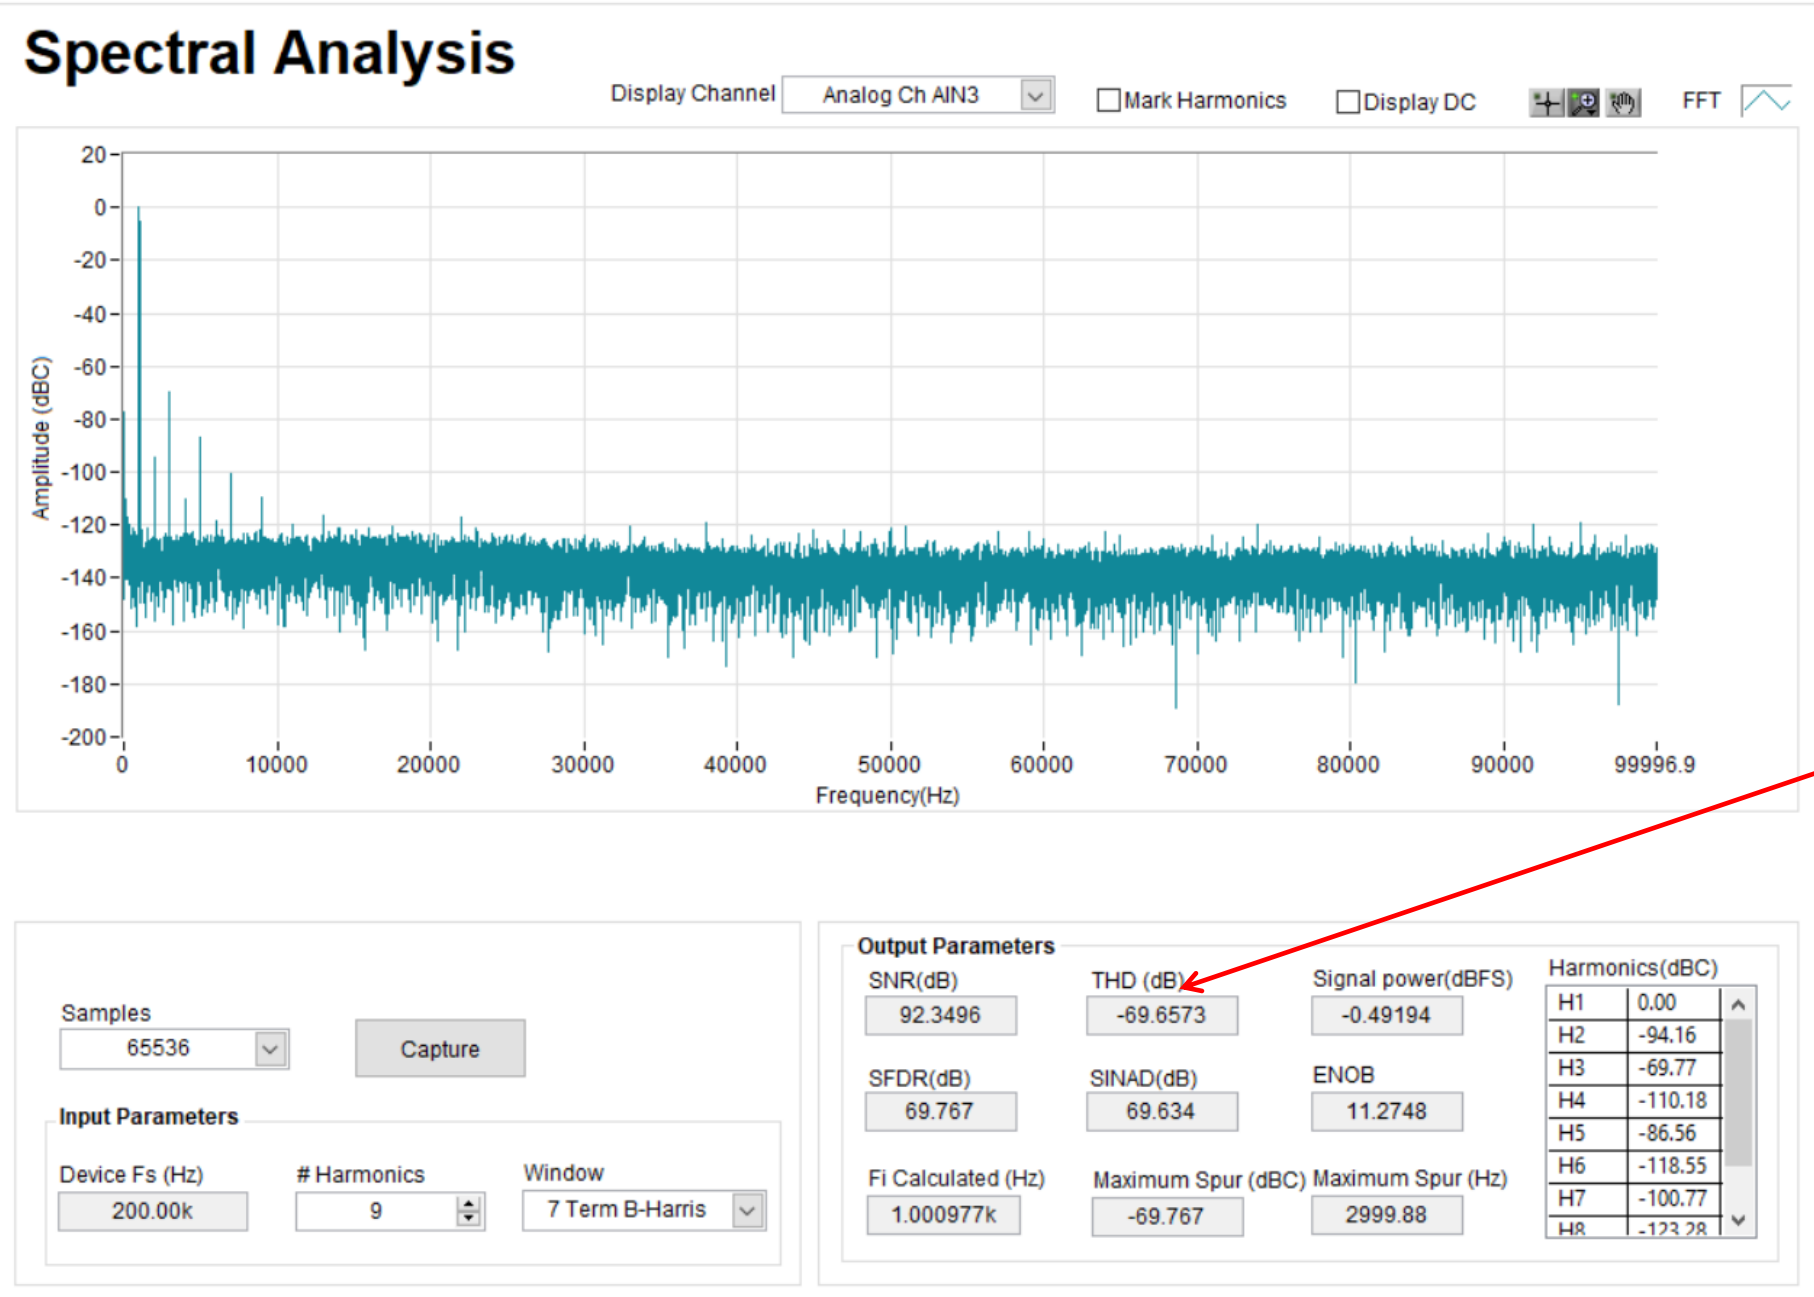 Spectral Analysis
Display Channel Analog Ch AIN3 Mark Harmonics Display DC FFT
20
0
-20
-40
-60
-80
-100
-120
-140
-160
-180
-200
Amplitude (dBC)
0 10000 20000 30000 40000 50000 60000 70000 80000 90000 99996.9
Frequency(Hz)
Samples
65536
Capture
Input Parameters
Device Fs (Hz) # Harmonics Window
200.00k 9 7 Term B-Harris
Output Parameters
SNR(dB) THD (dB) Signal power(dBFS)
92.3496 -69.6573 -0.49194
SFDR(dB) SINAD(dB) ENOB
69.767 69.634 11.2748
Fi Calculated (Hz) Maximum Spur (dBC) Maximum Spur (Hz)
1.000977k -69.767 2999.88
Harmonics(dBC)
H1 0.00
H2 -94.16
H3 -69.77
H4 -110.18
H5 -86.56
H6 -118.55
H7 -100.77
H8 -123.28